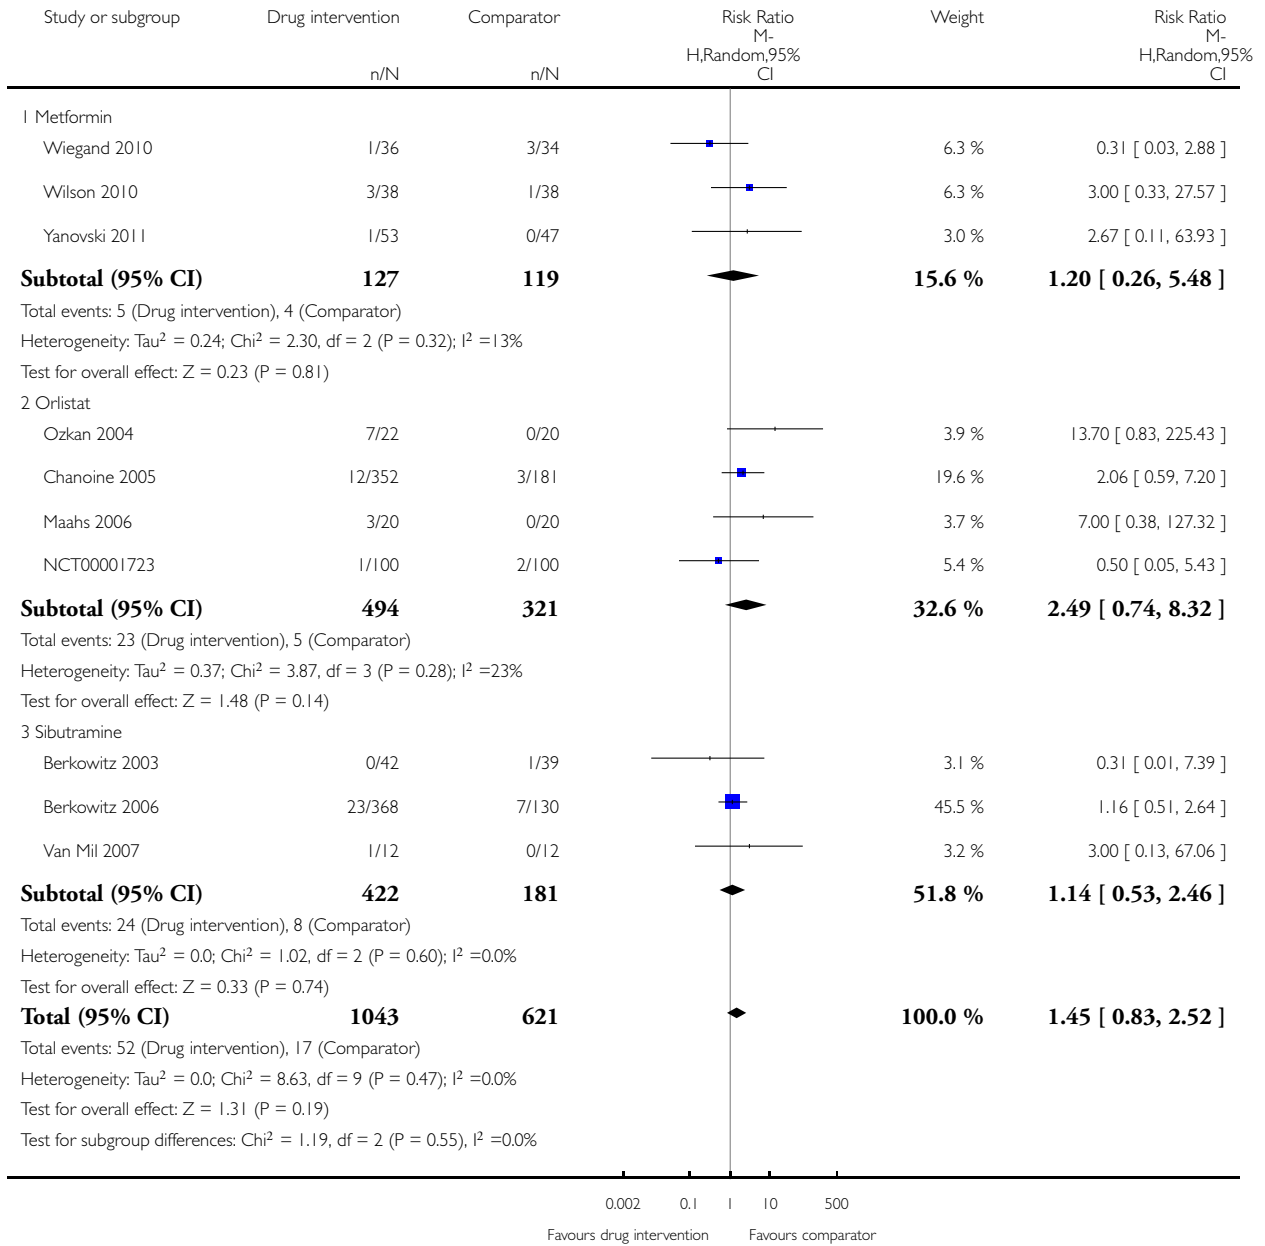 Study or subgroup Drug intervention Comparator Risk Ratio Weight Risk Ratio
M- M-
H,Random,95% H,Random,95%
n/N n/N CI CI
1 Metformin
Wiegand 2010 1/36 3/34 6.3 % 0.31 [ 0.03, 2.88 ]
Wilson 2010 3/38 1/38 6.3 % 3.00 [ 0.33, 27.57 ]
Yanovski 2011 1/53 0/47 3.0 % 2.67 [ 0.11, 63.93 ]
Subtotal (95% CI) 127 119 15.6 % 1.20 [ 0.26, 5.48 ]
Total events: 5 (Drug intervention), 4 (Comparator)
Heterogeneity: Tau² = 0.24; Chi² = 2.30, df = 2 (P = 0.32); I² =13%
Test for overall effect: Z = 0.23 (P = 0.81)
2 Orlistat
Ozkan 2004 7/22 0/20 3.9 % 13.70 [ 0.83, 225.43 ]
Chanoine 2005 12/352 3/181 19.6 % 2.06 [ 0.59, 7.20 ]
Maahs 2006 3/20 0/20 3.7 % 7.00 [ 0.38, 127.32 ]
NCT00001723 1/100 2/100 5.4 % 0.50 [ 0.05, 5.43 ]
Subtotal (95% CI) 494 321 32.6 % 2.49 [ 0.74, 8.32 ]
Total events: 23 (Drug intervention), 5 (Comparator)
Heterogeneity: Tau² = 0.37; Chi² = 3.87, df = 3 (P = 0.28); I² =23%
Test for overall effect: Z = 1.48 (P = 0.14)
3 Sibutramine
Berkowitz 2003 0/42 1/39 3.1 % 0.31 [ 0.01, 7.39 ]
Berkowitz 2006 23/368 7/130 45.5 % 1.16 [ 0.51, 2.64 ]
Van Mil 2007 1/12 0/12 3.2 % 3.00 [ 0.13, 67.06 ]
Subtotal (95% CI) 422 181 51.8 % 1.14 [ 0.53, 2.46 ]
Total events: 24 (Drug intervention), 8 (Comparator)
Heterogeneity: Tau² = 0.0; Chi² = 1.02, df = 2 (P = 0.60); I² =0.0%
Test for overall effect: Z = 0.33 (P = 0.74)
Total (95% CI) 1043 621 100.0 % 1.45 [ 0.83, 2.52 ]
Total events: 52 (Drug intervention), 17 (Comparator)
Heterogeneity: Tau² = 0.0; Chi² = 8.63, df = 9 (P = 0.47); I² =0.0%
Test for overall effect: Z = 1.31 (P = 0.19)
Test for subgroup differences: Chi² = 1.19, df = 2 (P = 0.55), I² =0.0%
0.002 0.1 1 10 500
Favours drug intervention Favours comparator